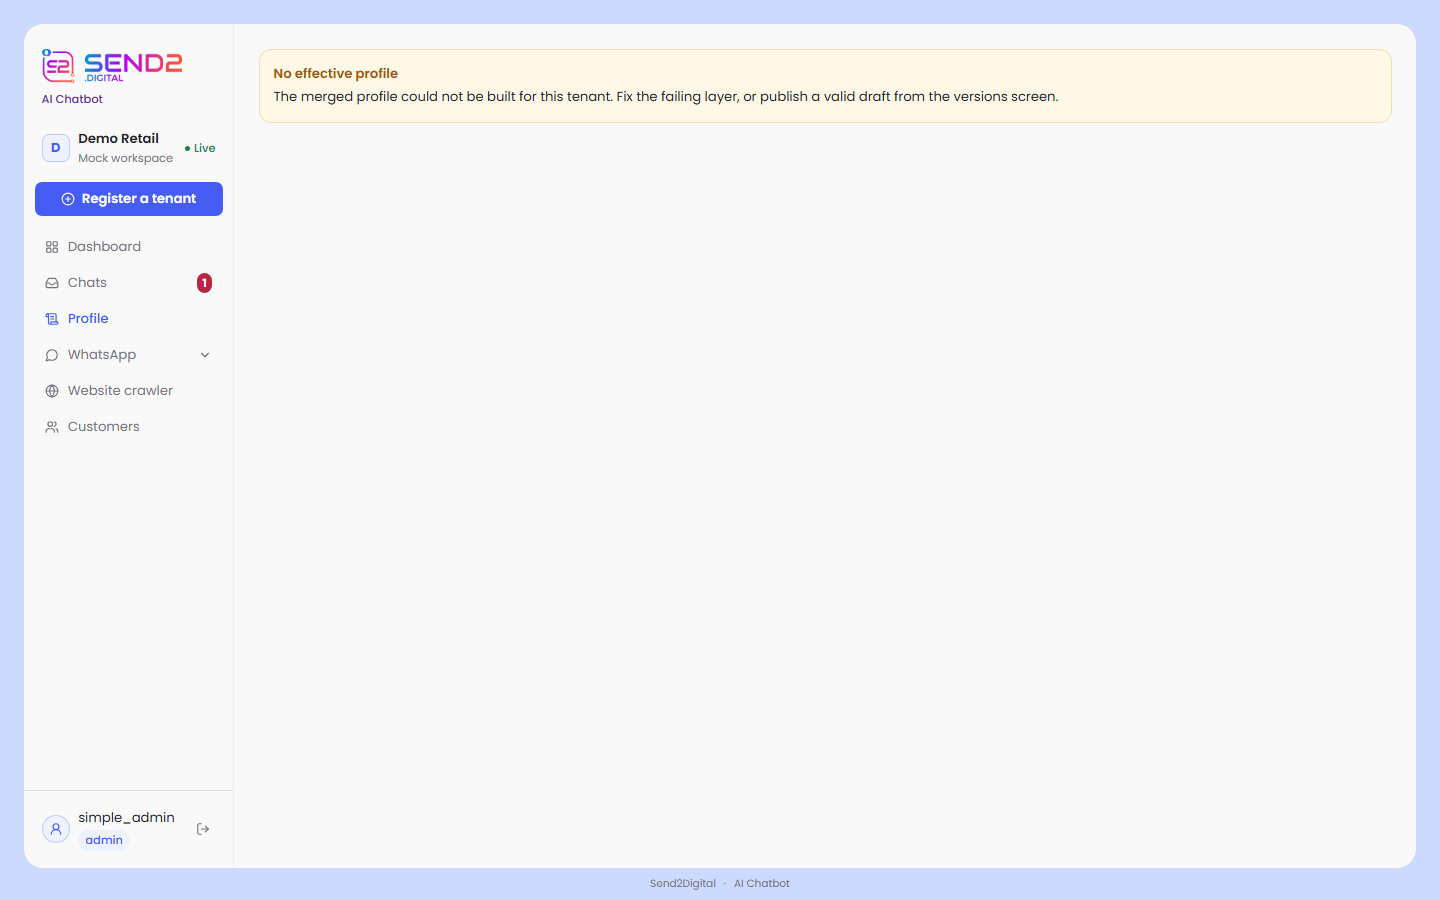 SEND2
.DIGITAL
AI Chatbot
D
Demo Retail
Mock workspace
Live
Register a tenant
Dashboard
Chats
1
Profile
WhatsApp
Website crawler
Customers
simple_admin
admin
No effective profile
The merged profile could not be built for this tenant. Fix the failing layer, or publish a valid draft from the versions screen.
Send2Digital · AI Chatbot